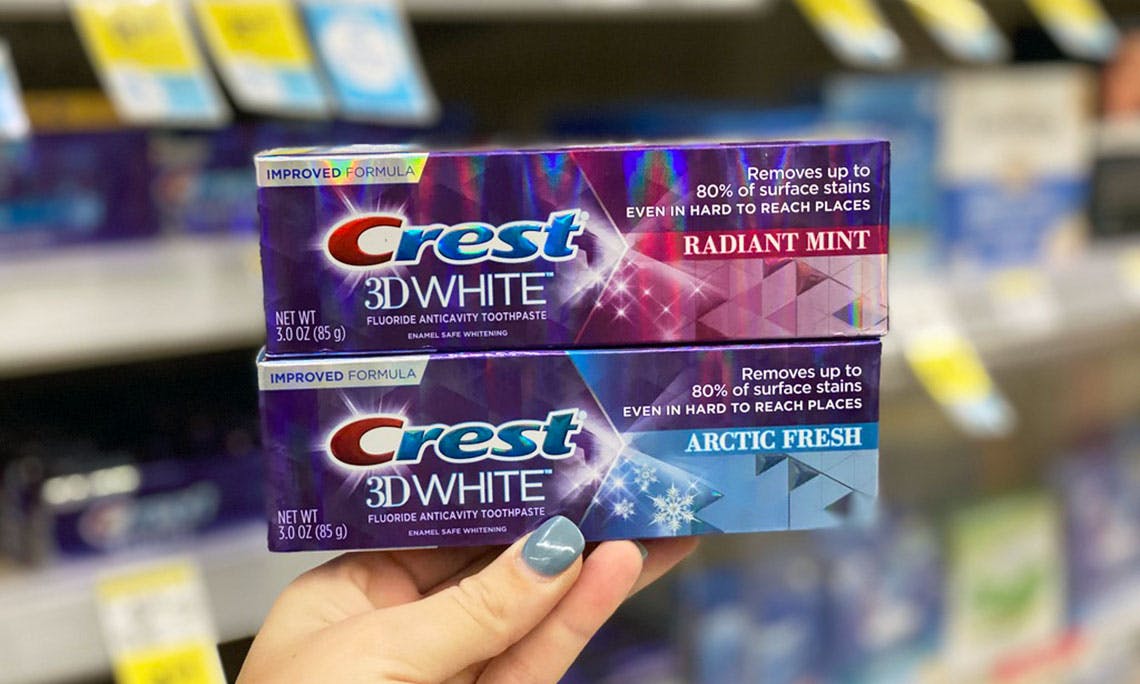 IMPROVED FORMULA
Removes up to
80% of surface stains
EVEN IN HARD TO REACH PLACES
RADIANT MINT
Crest
3D WHITE™
FLUORIDE ANTICAVITY TOOTHPASTE
ENAMEL SAFE WHITENING
NET WT
3.0 OZ (85 g)
IMPROVED FORMULA
Removes up to
80% of surface stains
EVEN IN HARD TO REACH PLACES
ARCTIC FRESH
Crest
3D WHITE™
FLUORIDE ANTICAVITY TOOTHPASTE
ENAMEL SAFE WHITENING
NET WT
3.0 OZ (85 g)